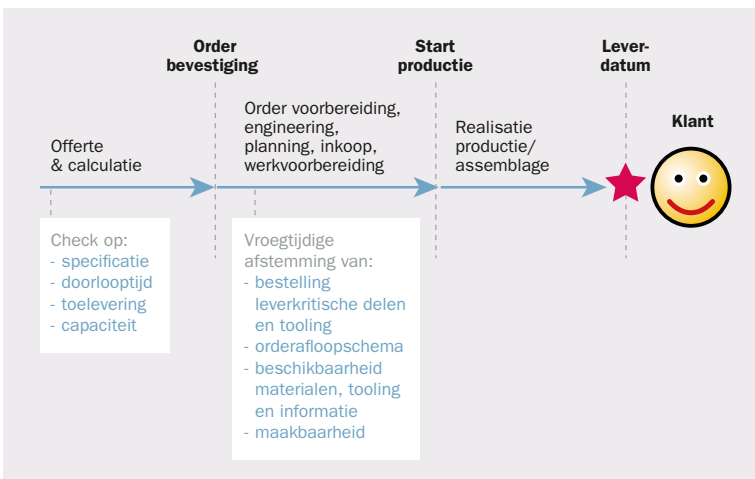 Order
bevestiging
Start
productie
Lever-
datum
Klant
Offerte
& calculatie
Order voorbereiding,
engineering,
planning, inkoop,
werkvoorbereiding
Realisatie
productie/
assemblage
Check op:
- specificatie
- doorlooptijd
- toelevering
- capaciteit
Vroegtijdige
afstemming van:
- bestelling
leverkritische delen
en tooling
- orderafloopschema
- beschikbaarheid
materialen, tooling
en informatie
- maakbaarheid